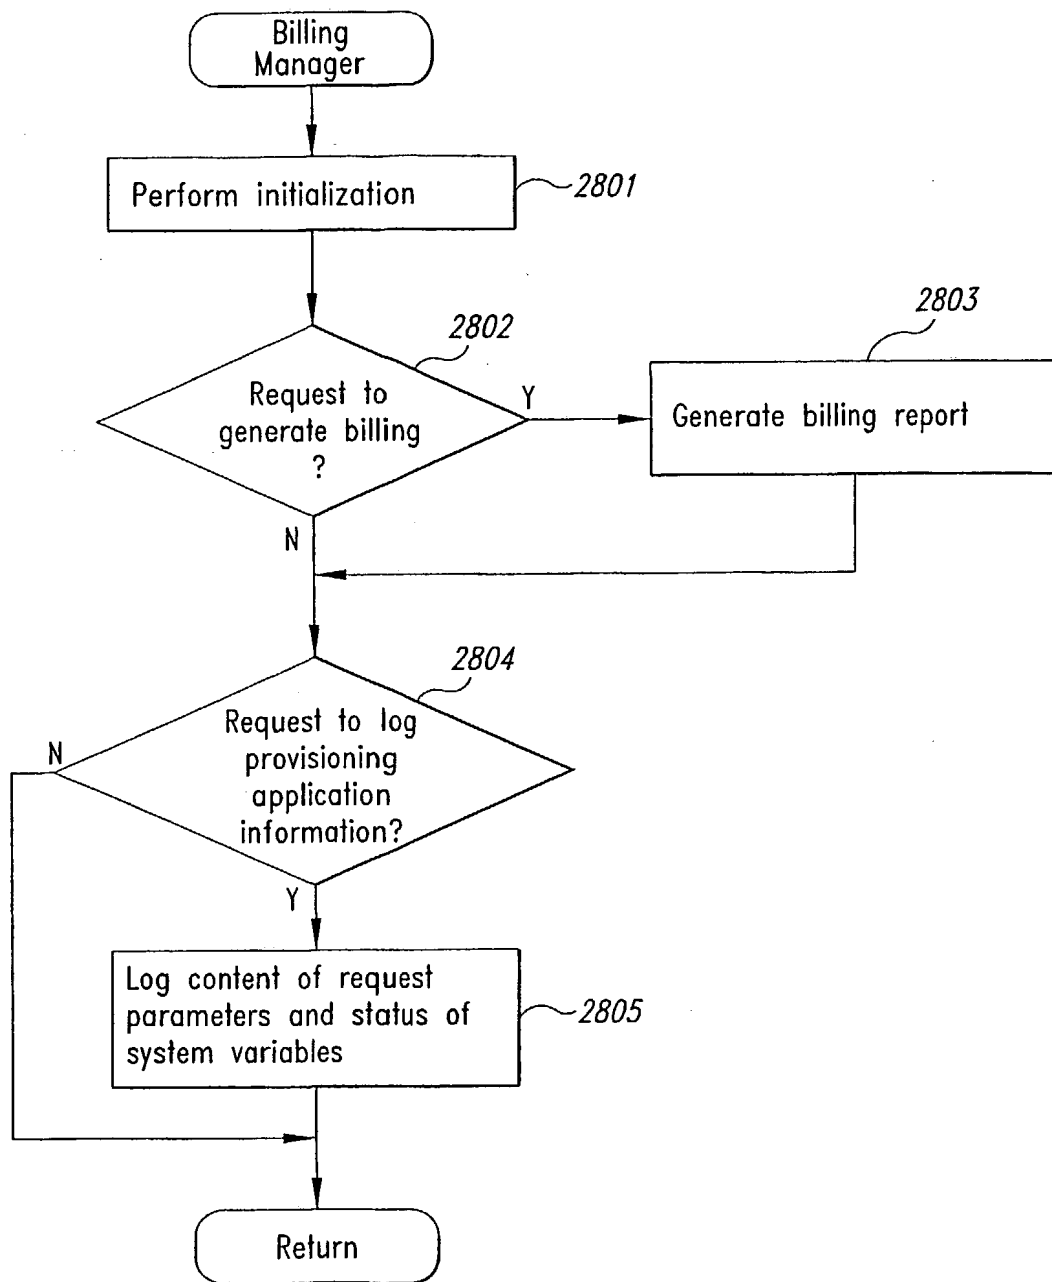 Billing
Manager
Perform initialization
2801
2802
Request to
generate billing
?
Y
N
2803
Generate billing report
2804
Request to log
provisioning
application
information?
N
Y
Log content of request
parameters and status of
system variables
2805
Return